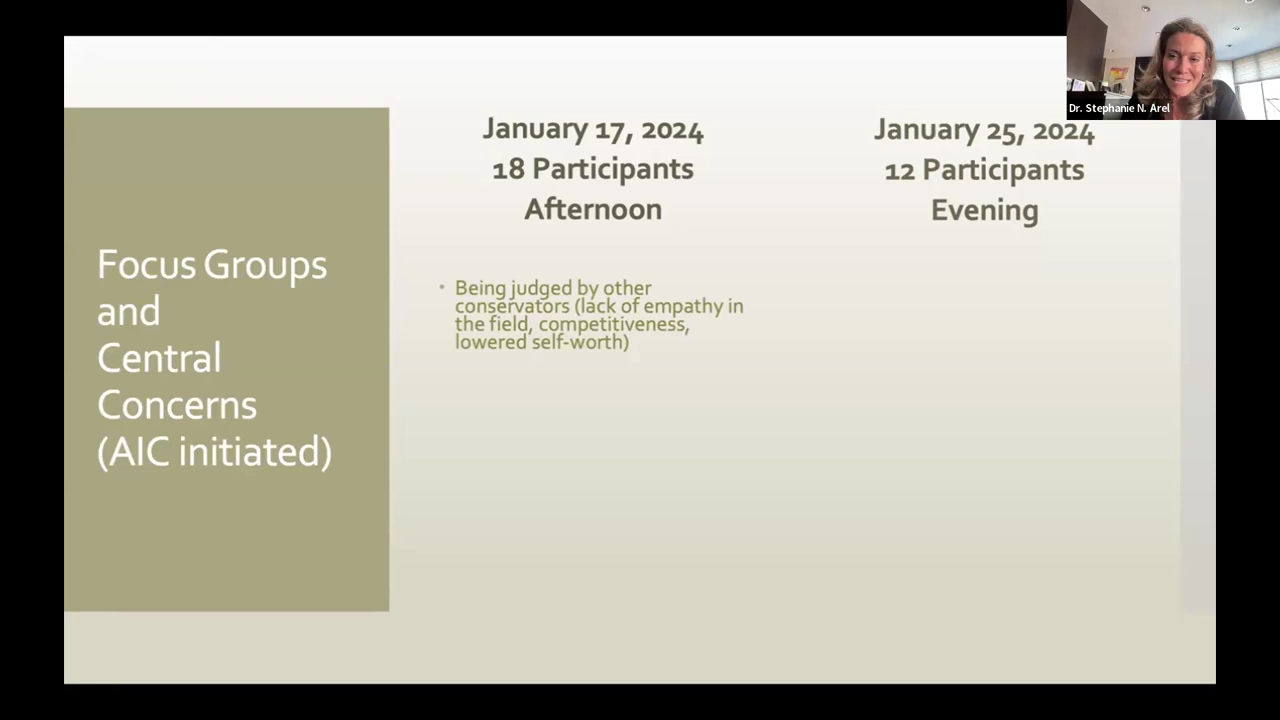 Dr. Stephanie N. Arel
Focus Groups
and
Central
Concerns
(AIC initiated)
January 17, 2024
18 Participants
Afternoon
• Being judged by other
conservators (lack of empathy in
the field, competitiveness,
lowered self-worth)
January 25, 2024
12 Participants
Evening